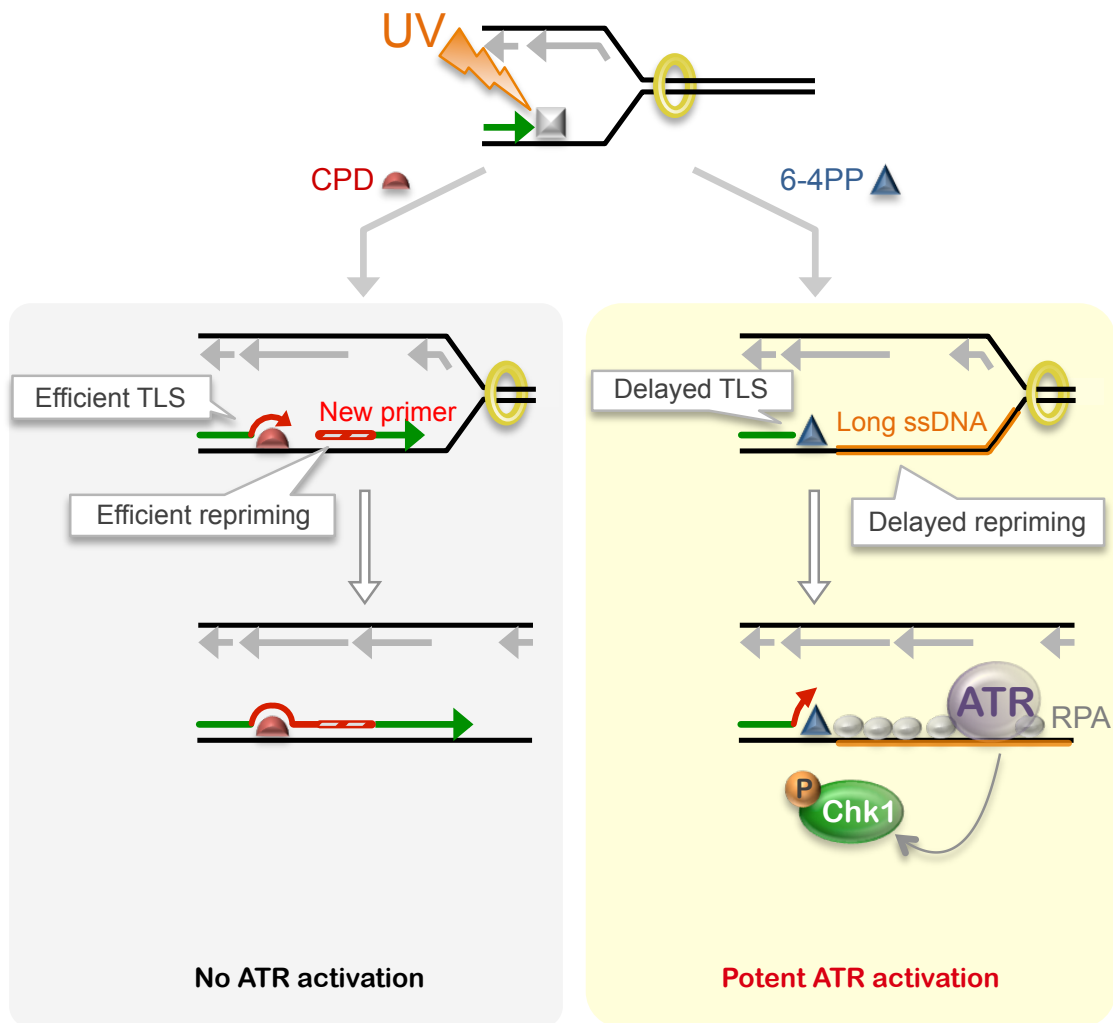 UV
CPD
6-4PP
Efficient TLS
New primer
Efficient repriming
Delayed TLS
Long ssDNA
Delayed repriming
ATR
RPA
P
Chk1
No ATR activation
Potent ATR activation